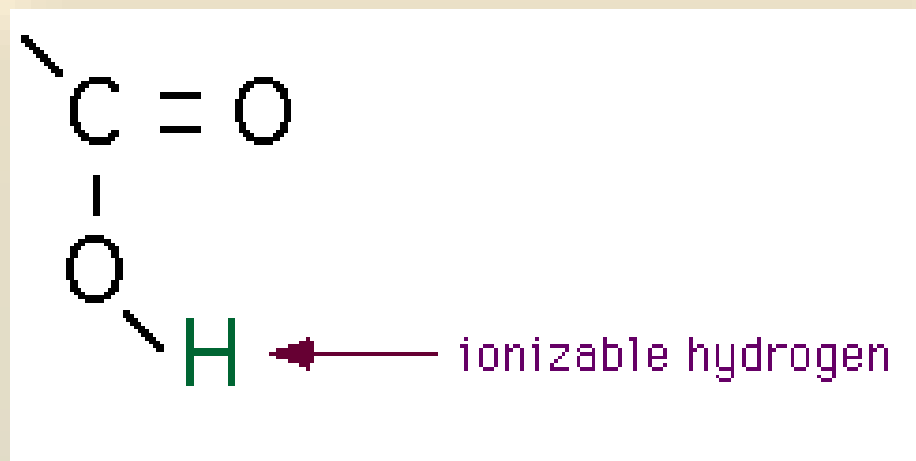 C = O
O
H ionizable hydrogen